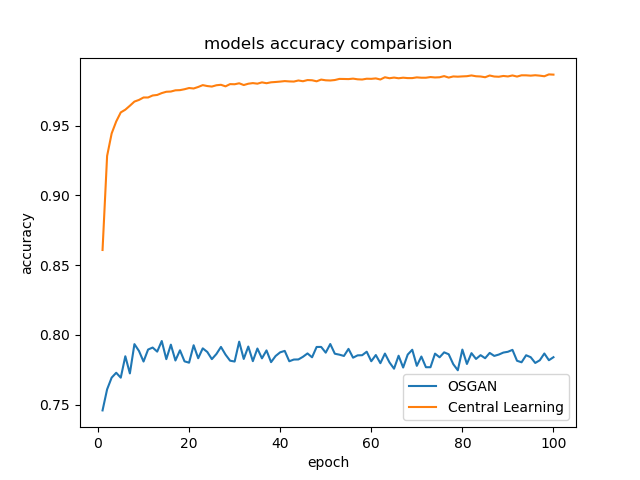 models accuracy comparision
accuracy
0.95
0.90
0.85
0.80
0.75
OSGAN
Central Learning
0 20 40 60 80 100
epoch